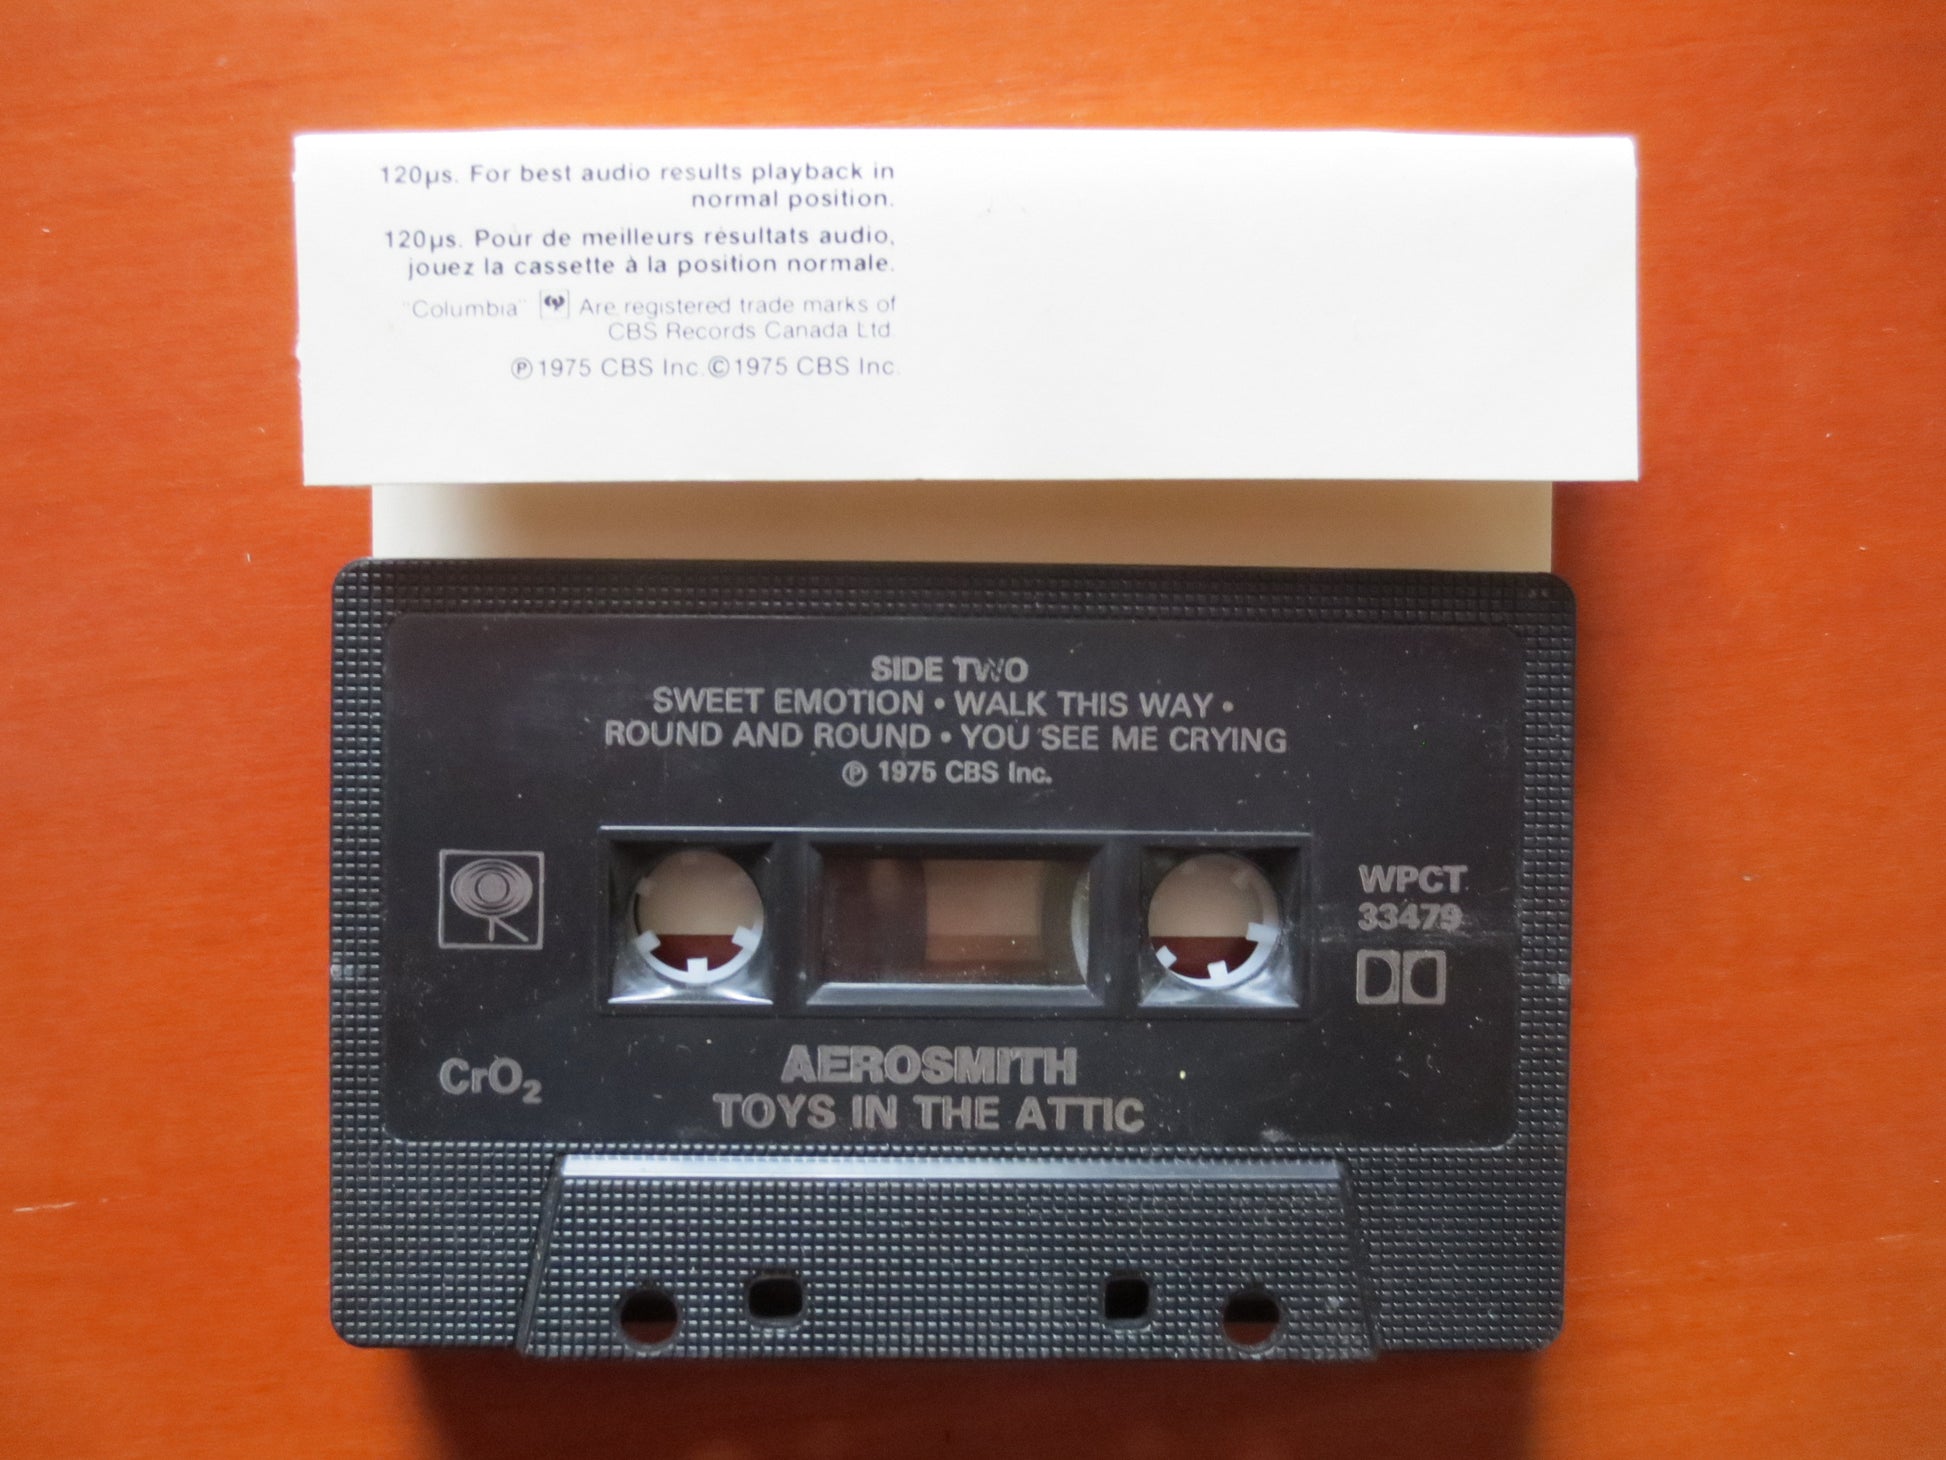 120µs. For best audio results playback in
normal position.
120µs. Pour de meilleurs résultats audio,
jouez la cassette à la position normale.
"Columbia" Are registered trade marks of
CBS Records Canada Ltd.
℗ 1975 CBS Inc. © 1975 CBS Inc.
SIDE TWO
SWEET EMOTION • WALK THIS WAY •
ROUND AND ROUND • YOU SEE ME CRYING
℗ 1975 CBS Inc.
WPCT
33479
CrO₂
AEROSMITH
TOYS IN THE ATTIC